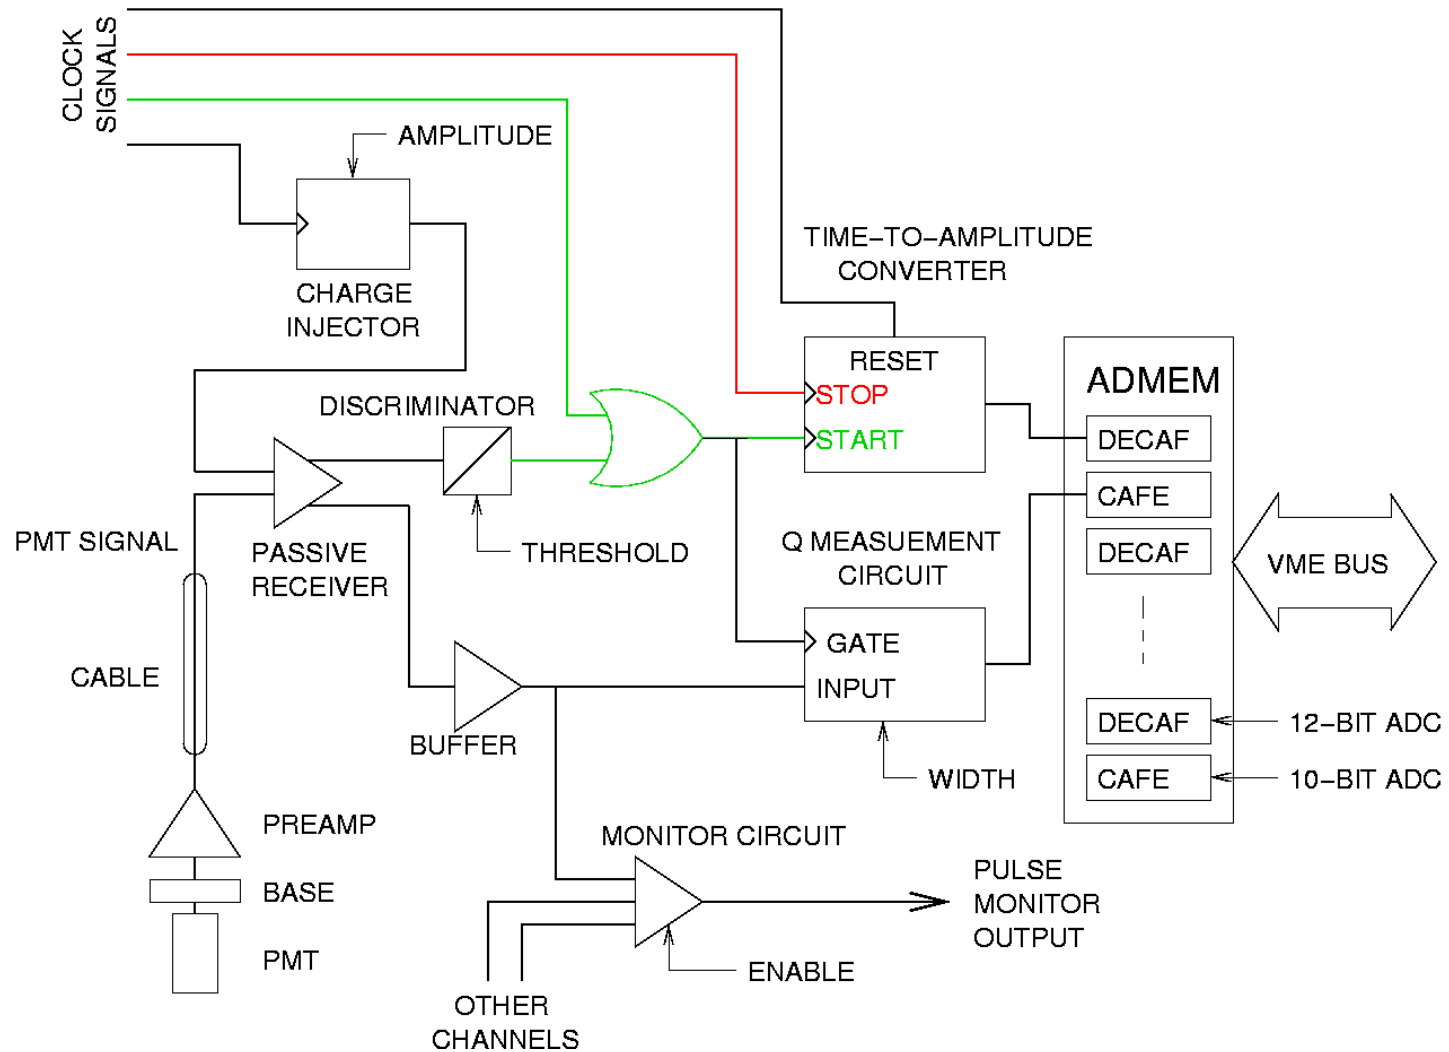 CLOCK
SIGNALS
AMPLITUDE
CHARGE
INJECTOR
TIME-TO-AMPLITUDE
CONVERTER
RESET
STOP
START
ADMEM
DECAF
CAFE
DECAF
DISCRIMINATOR
THRESHOLD
PMT SIGNAL
PASSIVE
RECEIVER
Q MEASUEMENT
CIRCUIT
GATE
INPUT
VME BUS
CABLE
BUFFER
WIDTH
DECAF
12-BIT ADC
CAFE
10-BIT ADC
PREAMP
BASE
PMT
MONITOR CIRCUIT
PULSE
MONITOR
OUTPUT
ENABLE
OTHER
CHANNELS